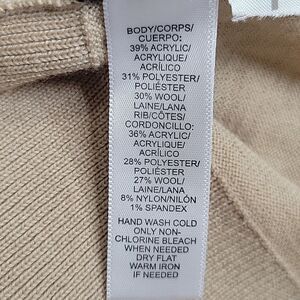 BODY/CORPS/
CUERPO:
39% ACRYLIC/
ACRYLIQUE/
ACRÍLICO
31% POLYESTER/
POLIÉSTER
30% WOOL/
LAINE/LANA
RIB/CÔTES/
CORDONCILLO:
36% ACRYLIC/
ACRYLIQUE/
ACRÍLICO
28% POLYESTER/
POLIÉSTER
27% WOOL/
LAINE/LANA
8% NYLON/NILÓN
1% SPANDEX
HAND WASH COLD
ONLY NON-
CHLORINE BLEACH
WHEN NEEDED
DRY FLAT
WARM IRON
IF NEEDED